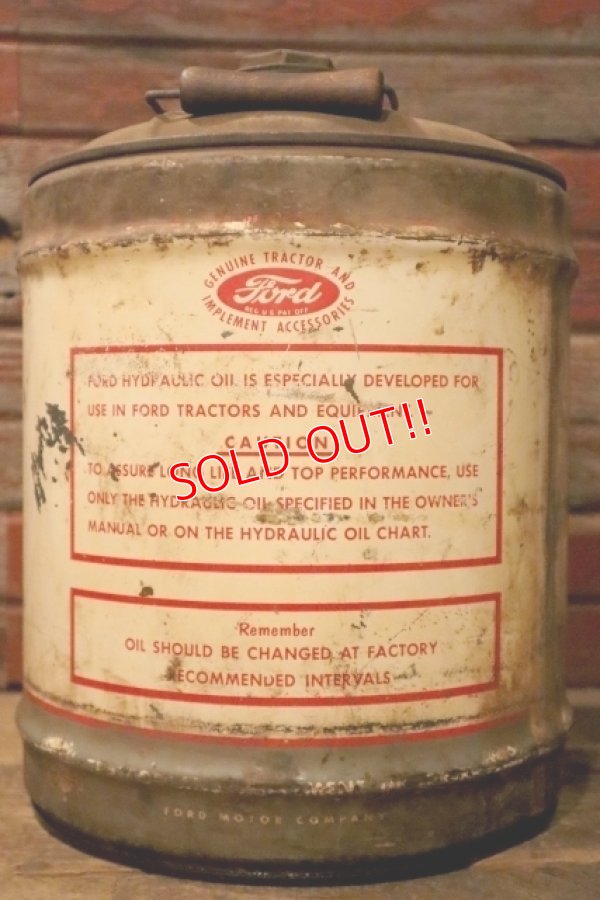 GENUINE TRACTOR AND
Ford
REG. U.S. PAT. OFF.
IMPLEMENT ACCESSORIES
FORD HYDRAULIC OIL IS ESPECIALLY DEVELOPED FOR
USE IN FORD TRACTORS AND EQUIPMENT.
CAUTION
SOLD OUT!!
TO ASSURE LONG LIFE AND TOP PERFORMANCE, USE
ONLY THE HYDRAULIC OIL SPECIFIED IN THE OWNER'S
MANUAL OR ON THE HYDRAULIC OIL CHART.
Remember
OIL SHOULD BE CHANGED AT FACTORY
RECOMMENDED INTERVALS
FORD MOTOR COMPANY